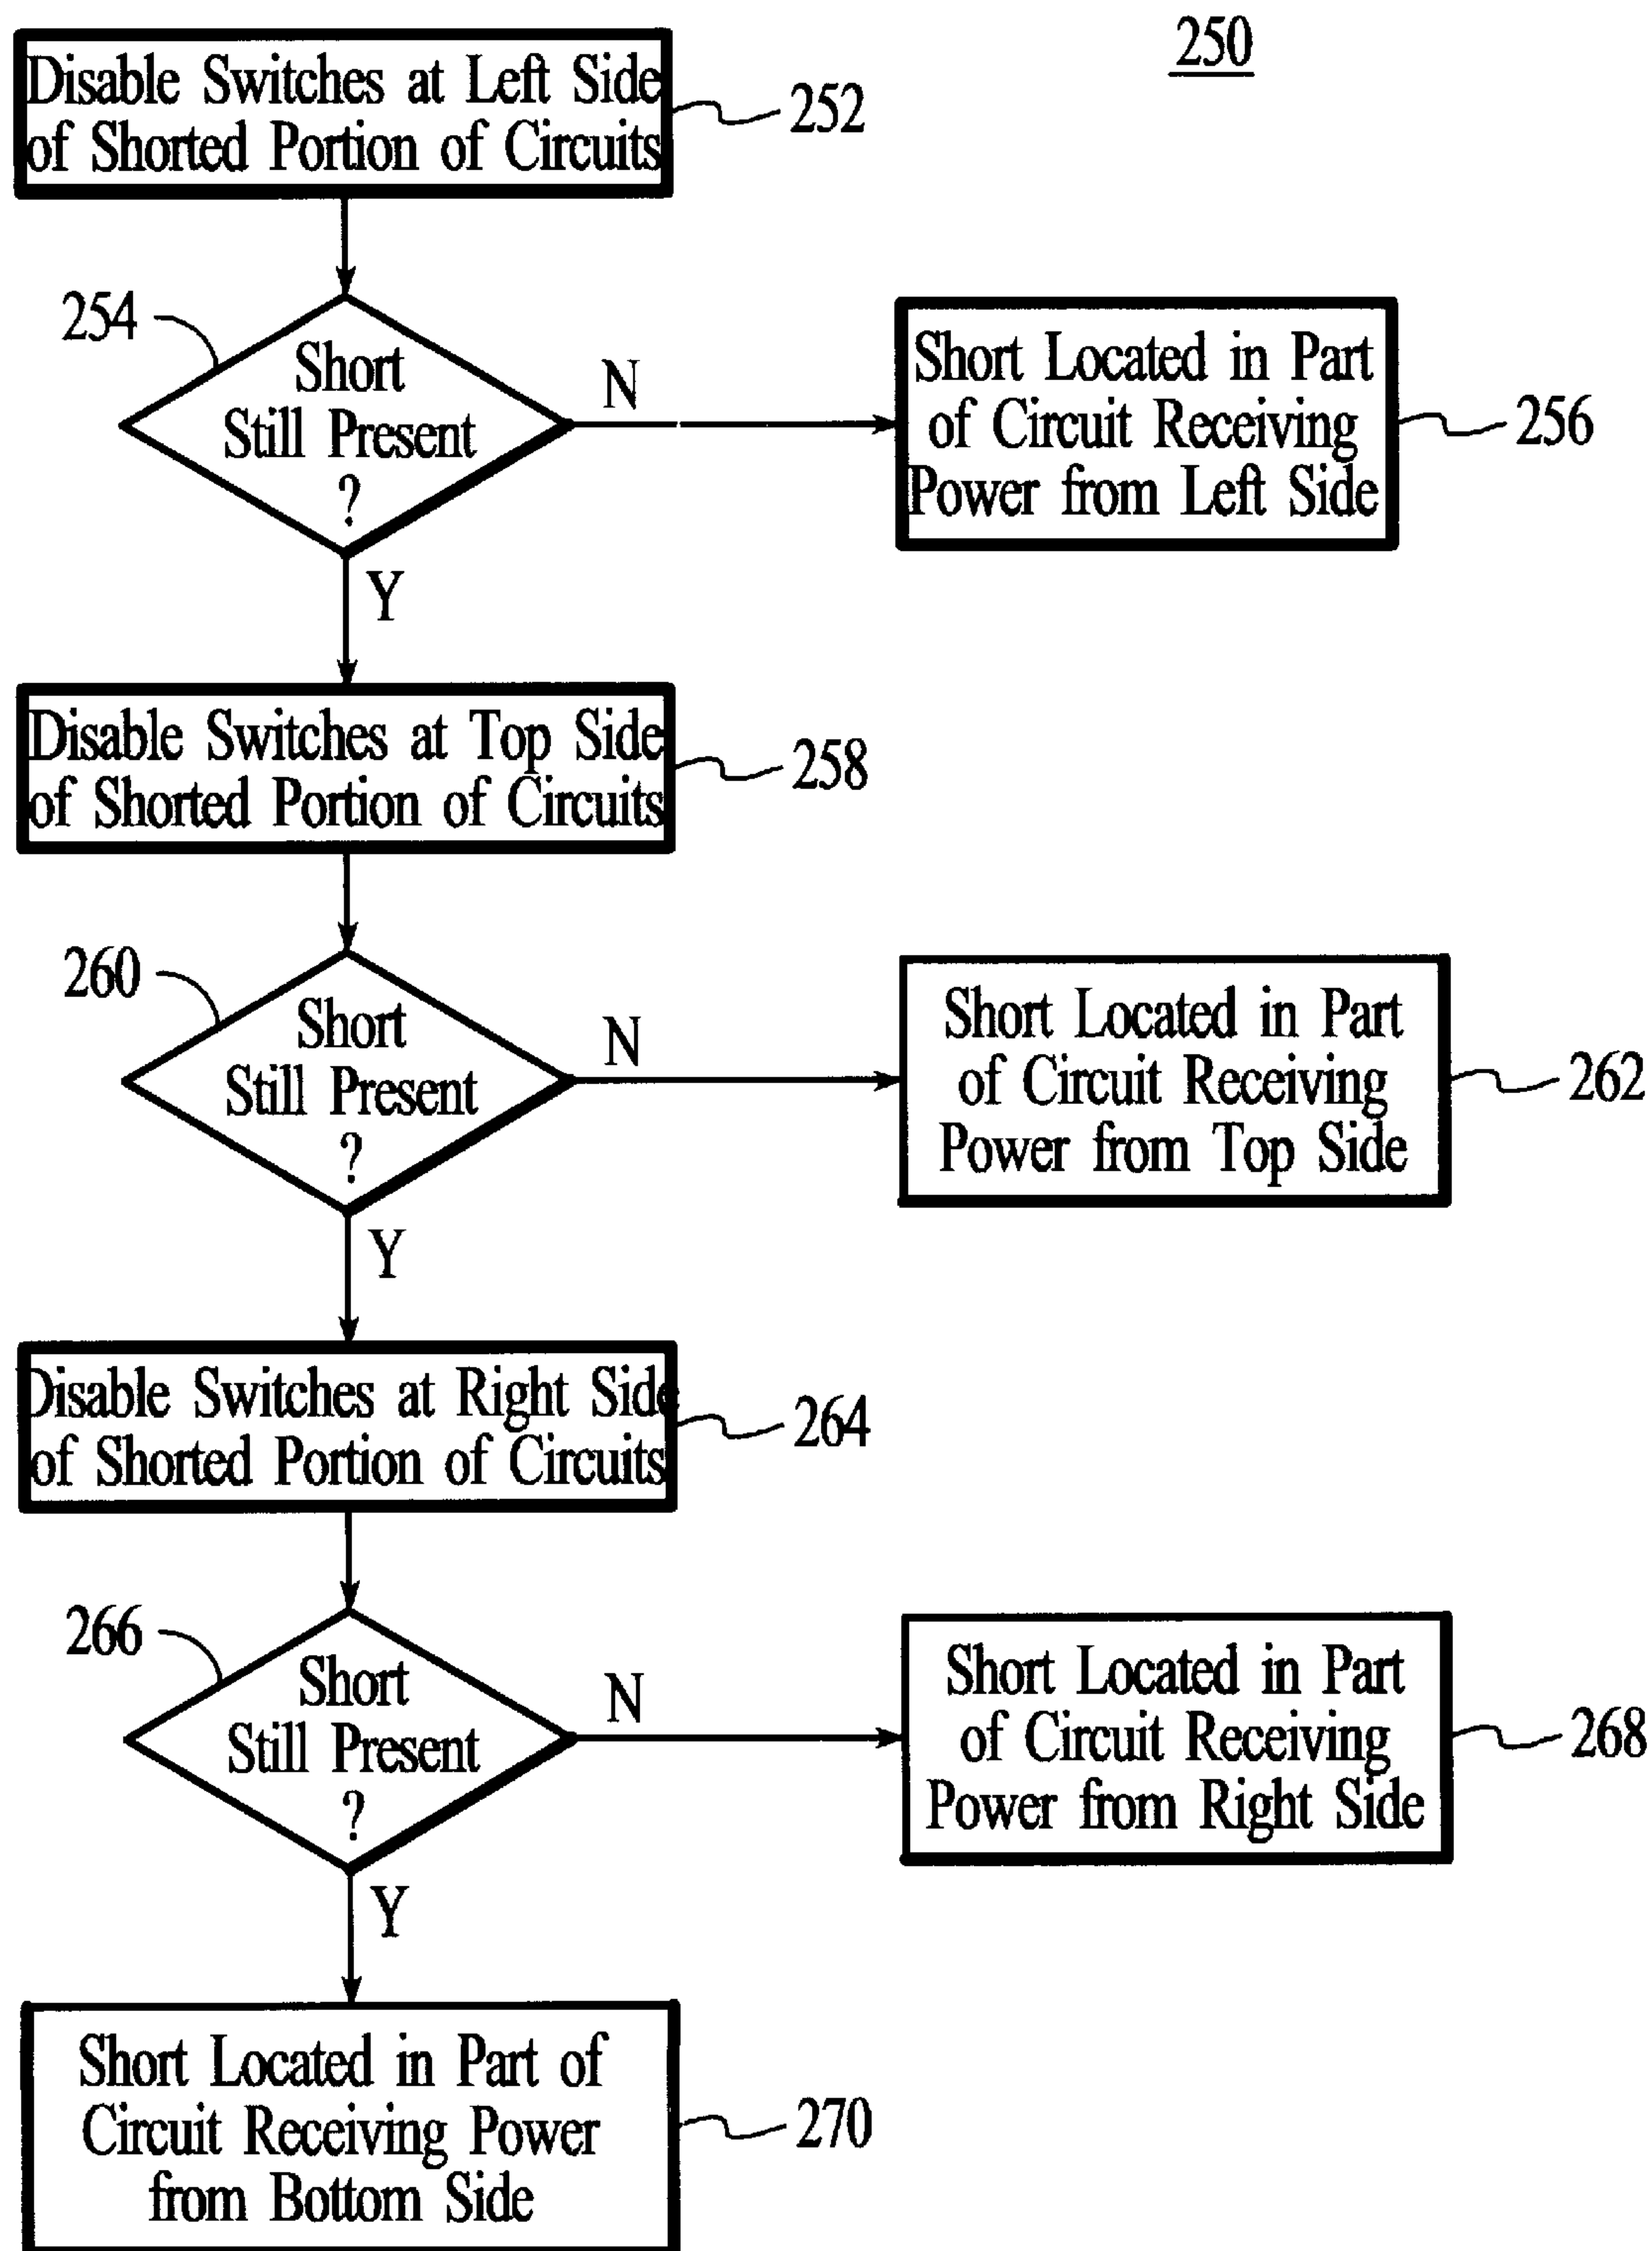 250
Disable Switches at Left Side
of Shorted Portion of Circuits
252
254
Short
Still Present
?
N
Short Located in Part
of Circuit Receiving
Power from Left Side
256
Y
Disable Switches at Top Side
of Shorted Portion of Circuits
258
260
Short
Still Present
?
N
Short Located in Part
of Circuit Receiving
Power from Top Side
262
Y
Disable Switches at Right Side
of Shorted Portion of Circuits
264
266
Short
Still Present
?
N
Short Located in Part
of Circuit Receiving
Power from Right Side
268
Y
Short Located in Part of
Circuit Receiving Power
from Bottom Side
270